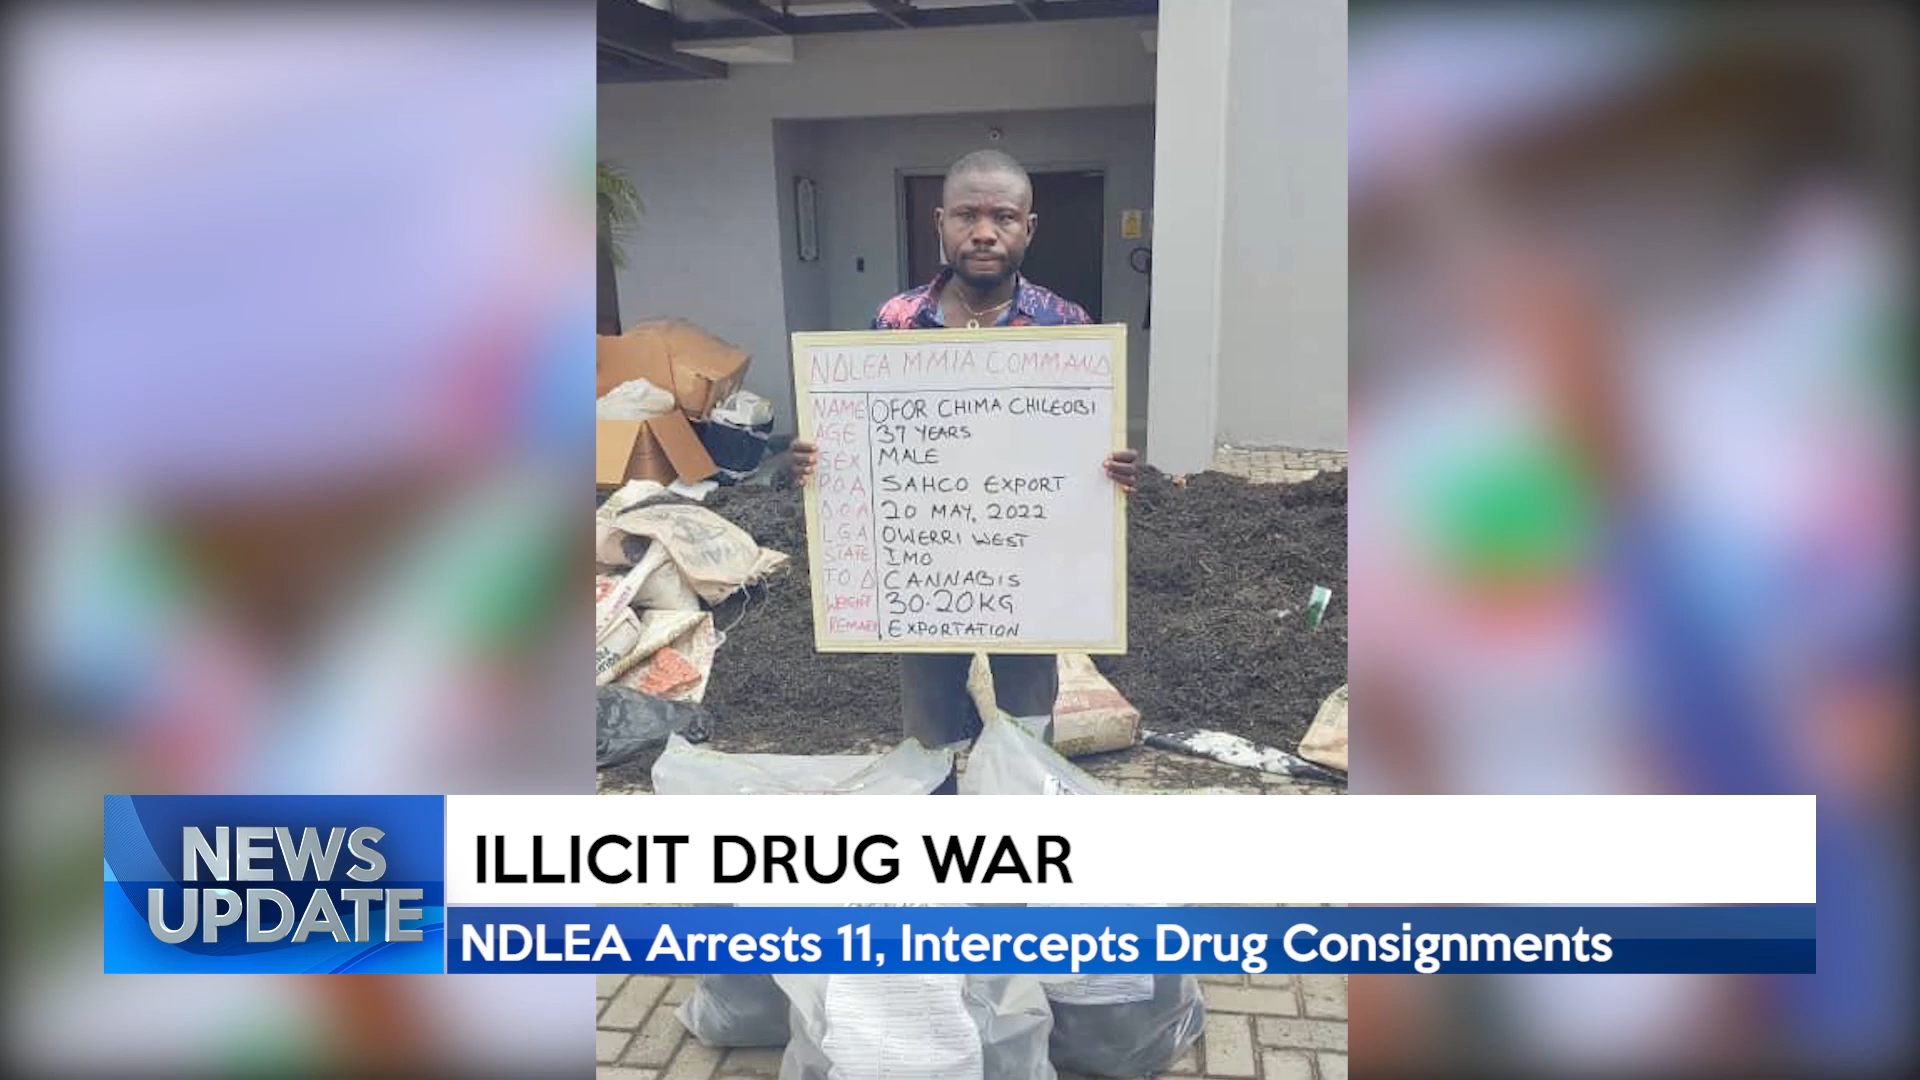 NDLEA MMIA COMMAND
NAME OFOR CHIMA CHILEOBI
AGE 37 YEARS
SEX MALE
P.O.A SAHCO EXPORT
D.O.A 20 MAY, 2022
L.G.A OWERRI WEST
STATE IMO
T.O.D CANNABIS
WEIGHT 30.20KG
REMARK EXPORTATION
NEWS
UPDATE
ILLICIT DRUG WAR
NDLEA Arrests 11, Intercepts Drug Consignments